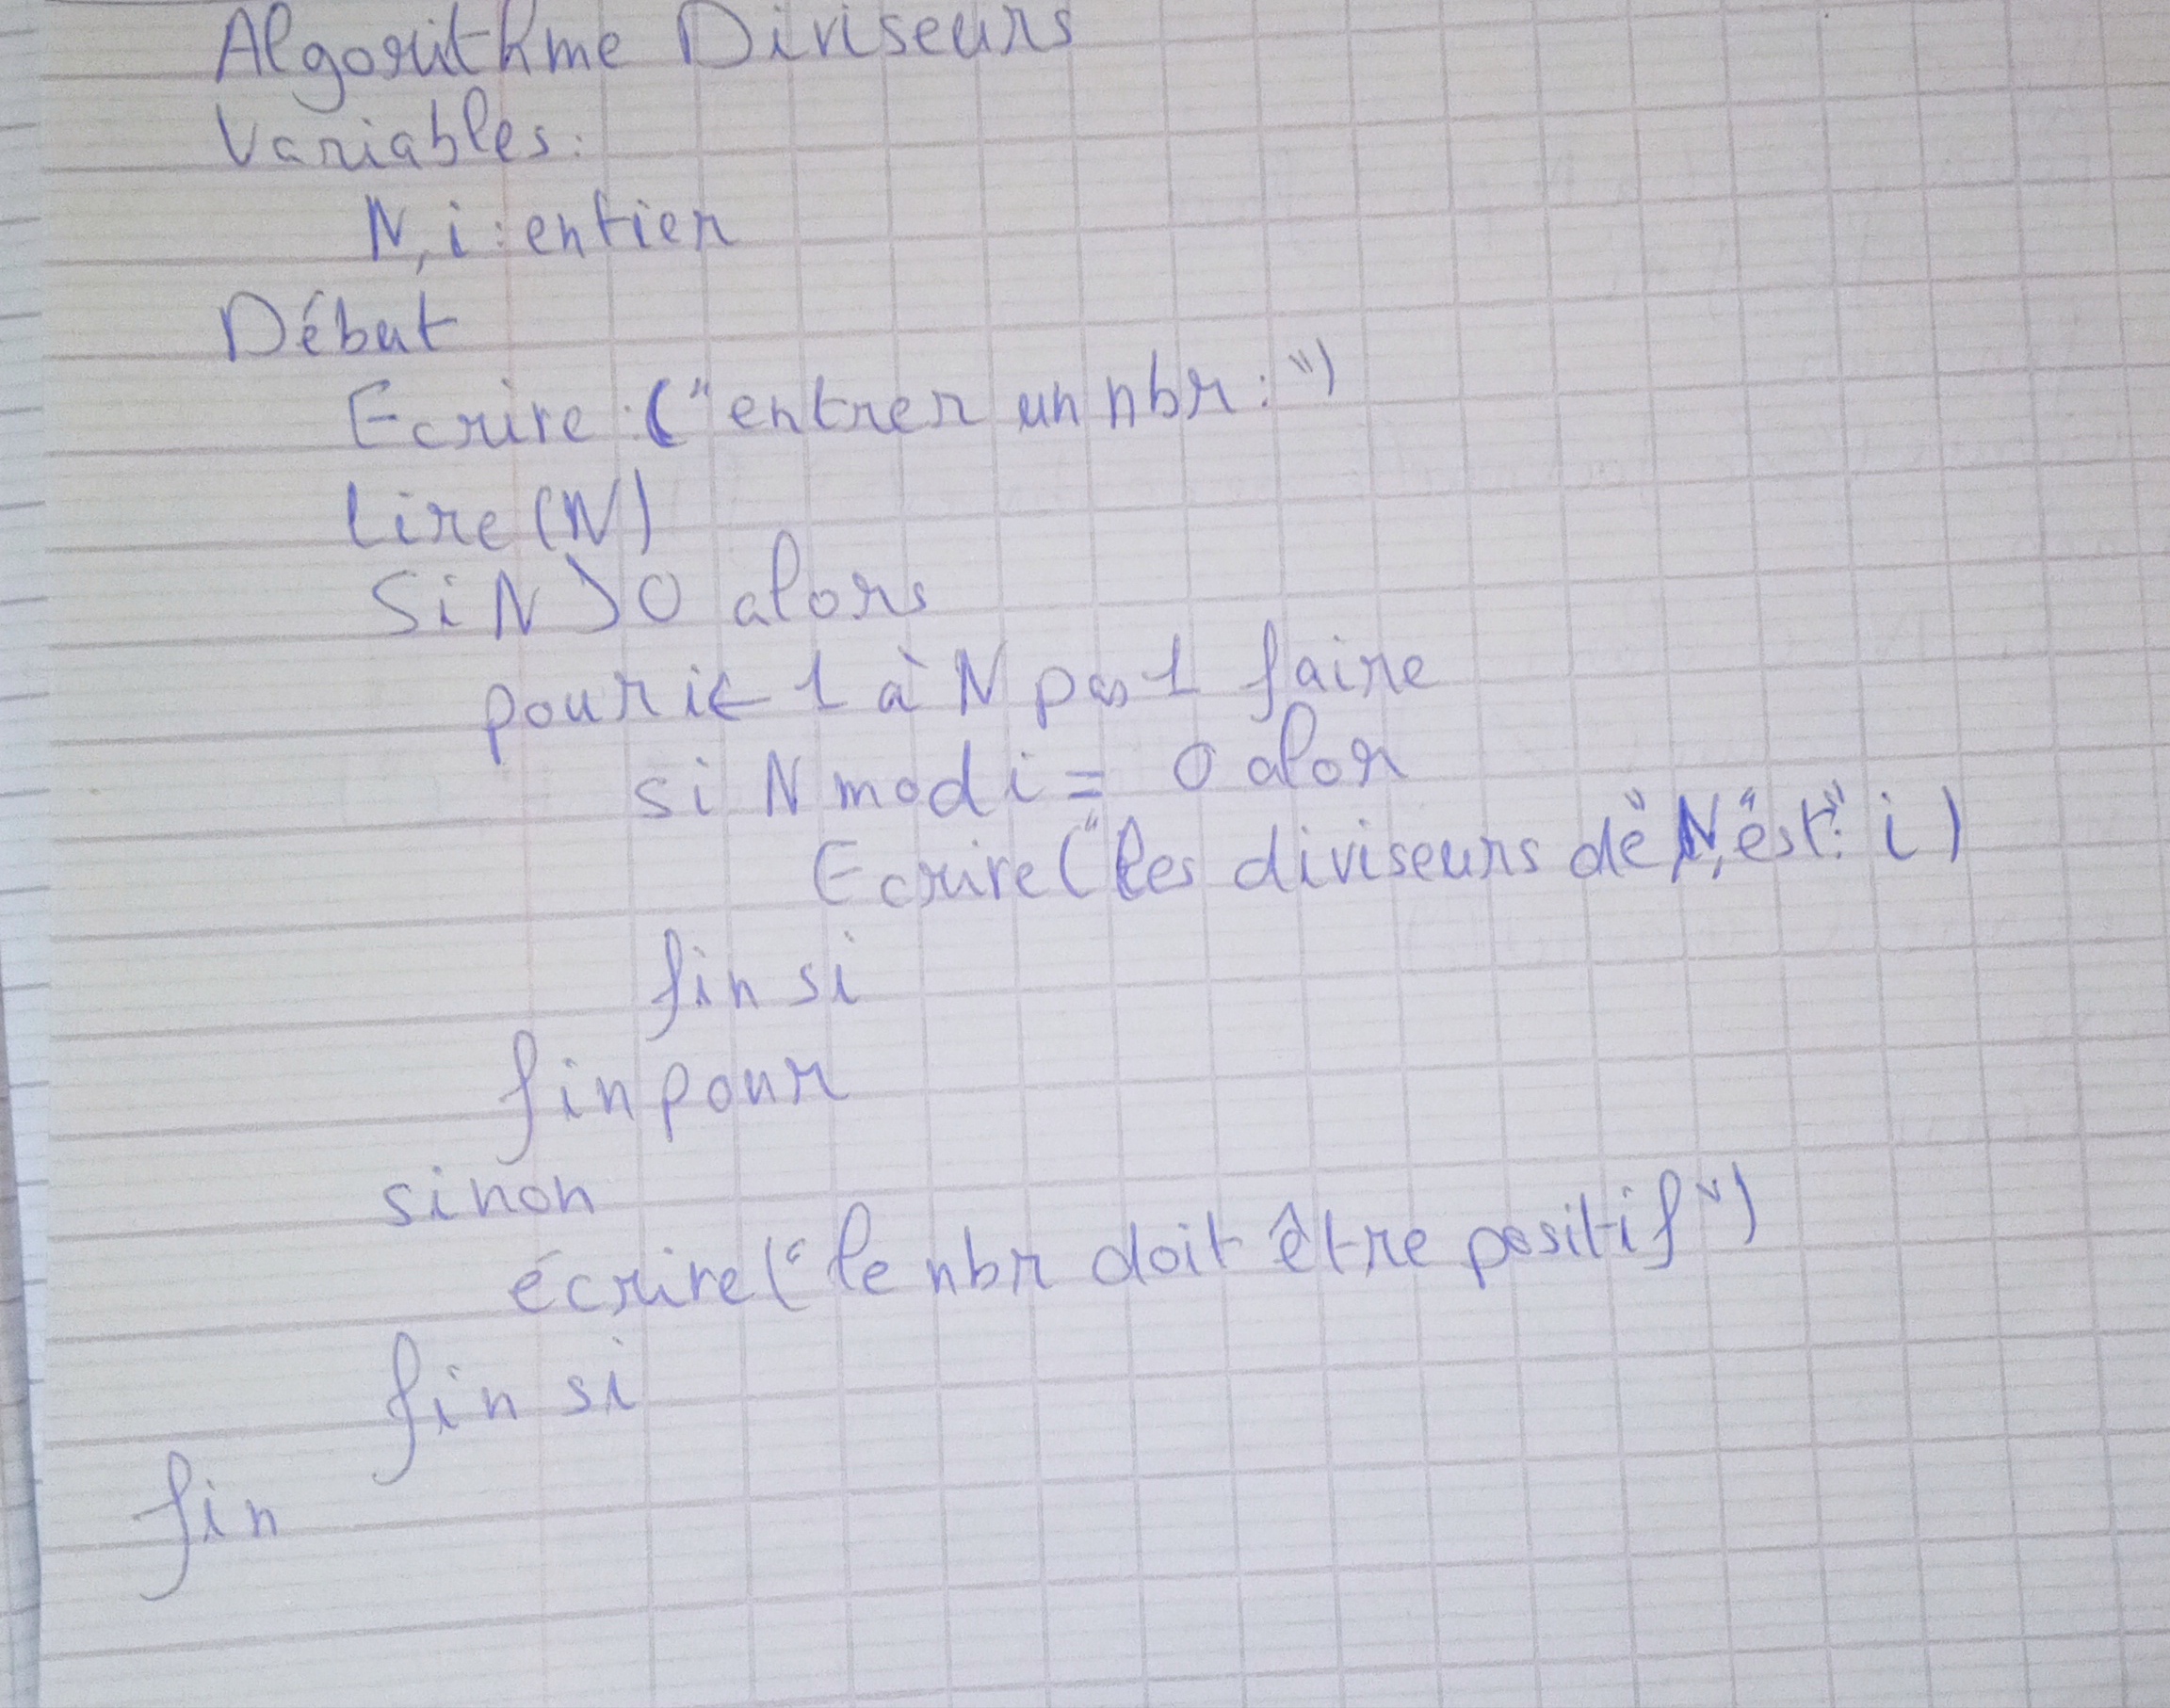 Algorithme Diviseurs
Variables:
N, i : entier
Début
Ecrire ("entrer un nbr : ")
Lire (N)
Si N > 0 alors
pour i ← 1 à N pas 1 faire
si N mod i = 0 alor
Ecrire ("les diviseurs de" N, "est:" i)
fin si
fin pour
sinon
écrire ("le nbr doit être positif")
fin si
fin